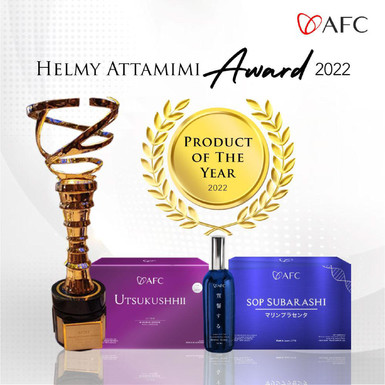 AFC
HELMY ATTAMIMI Award 2022
PRODUCT
OF THE
YEAR
2022
AFC
UTSUKUSHHII
AFC
AFC
SOP SUBARASHI
マリンプラセンタ